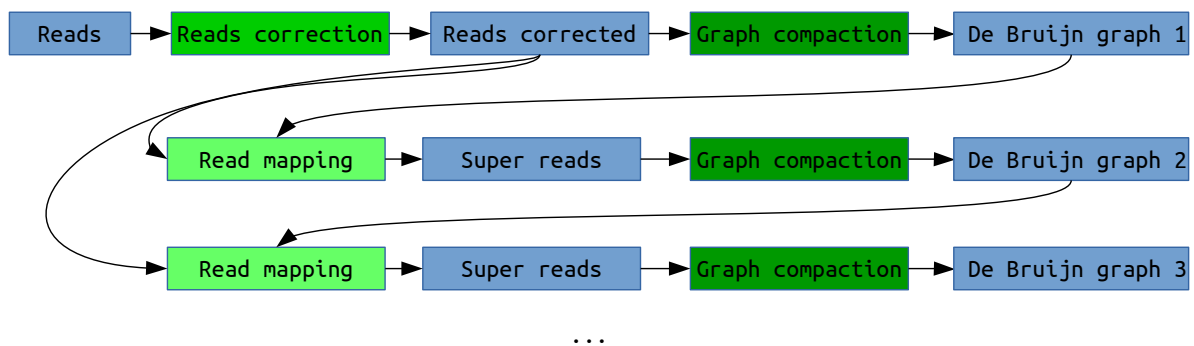 Reads Reads correction Reads corrected Graph compaction De Bruijn graph 1
Read mapping Super reads Graph compaction De Bruijn graph 2
Read mapping Super reads Graph compaction De Bruijn graph 3
...